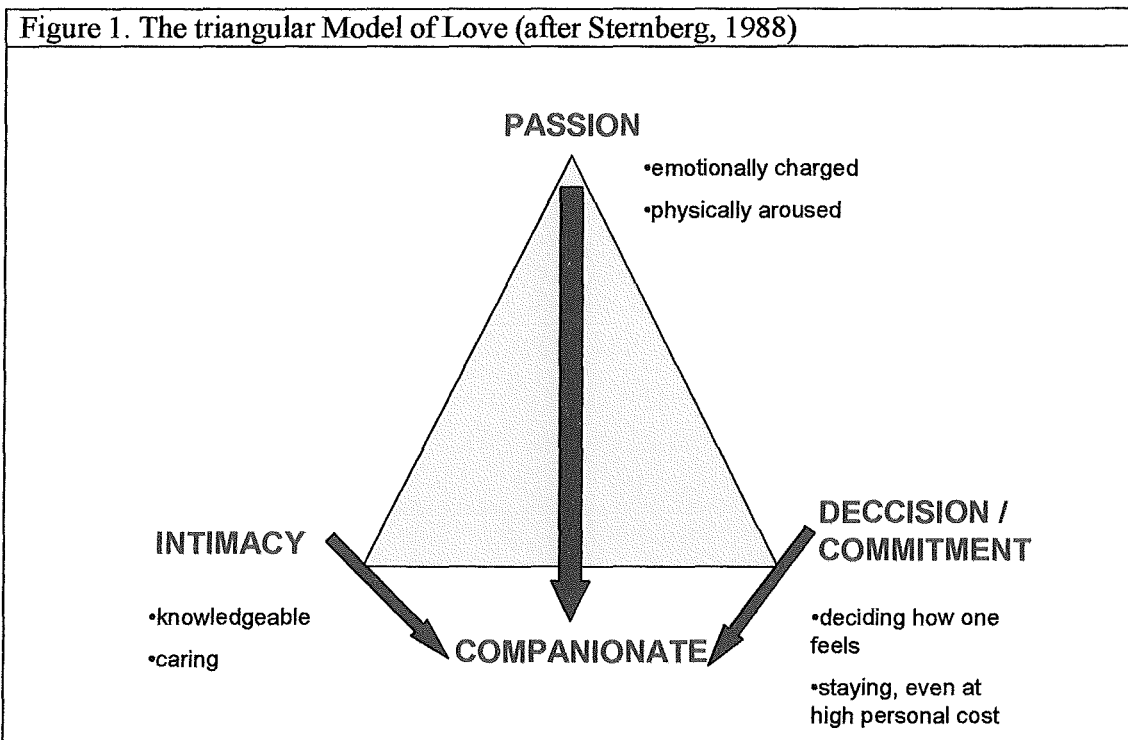 Figure 1. The triangular Model of Love (after Sternberg, 1988)
PASSION
•emotionally charged
•physically aroused
INTIMACY
•knowledgeable
•caring
DECCISION /
COMMITMENT
•deciding how one
feels
•staying, even at
high personal cost
COMPANIONATE